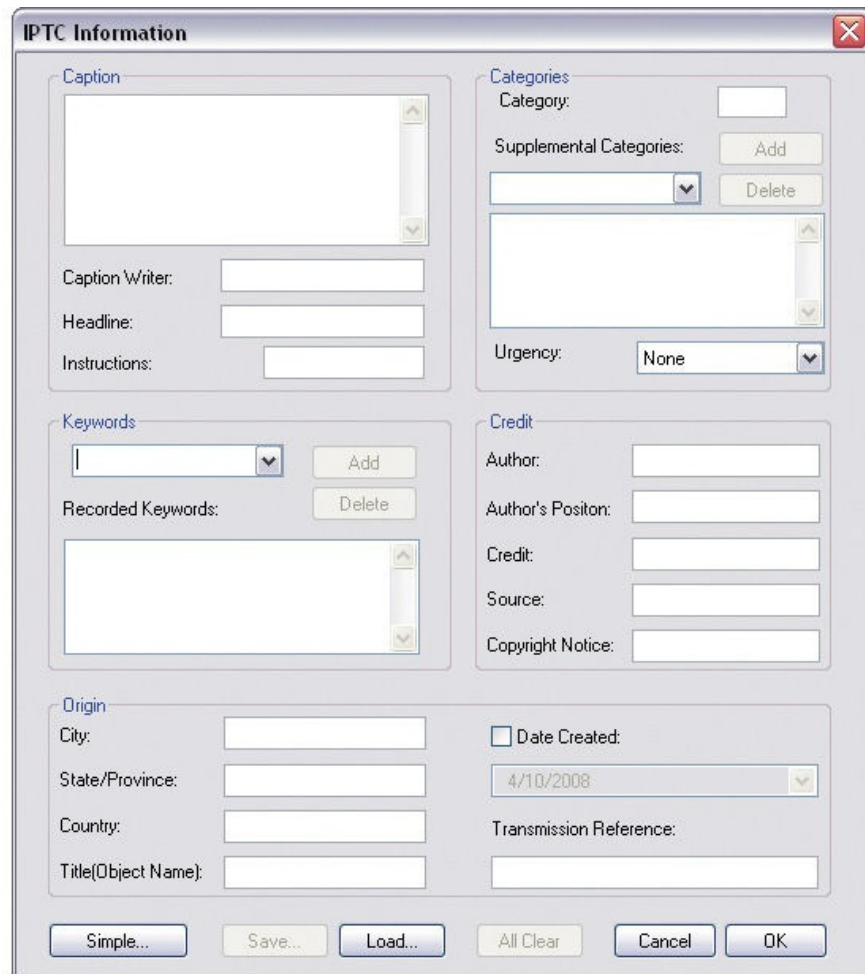 IPTC Information
Caption
Caption Writer:
Headline:
Instructions:
Categories
Category:
Supplemental Categories:
Add
Delete
Urgency:
None
Keywords
Add
Recorded Keywords:
Delete
Credit
Author:
Author's Positon:
Credit:
Source:
Copyright Notice:
Origin
City:
State/Province:
Country:
Title(Object Name):
Date Created:
4/10/2008
Transmission Reference:
Simple... Save... Load... All Clear Cancel OK